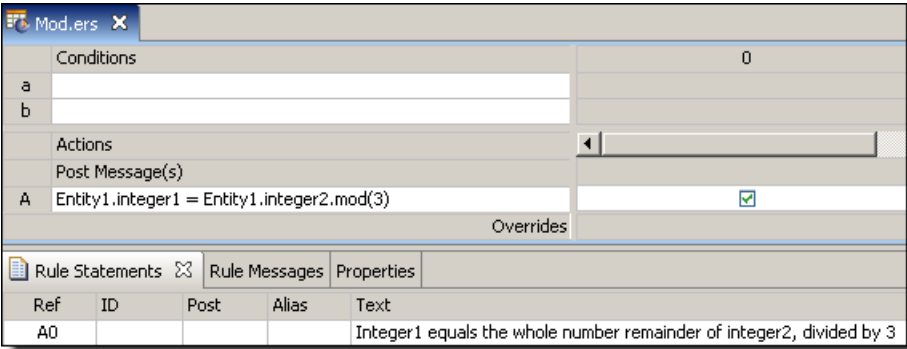 Mod.ers
Conditions 0
a
b
Actions
Post Message(s)
A Entity1.integer1 = Entity1.integer2.mod(3)
Overrides
Rule Statements Rule Messages Properties
Ref ID Post Alias Text
A0 Integer1 equals the whole number remainder of integer2, divided by 3